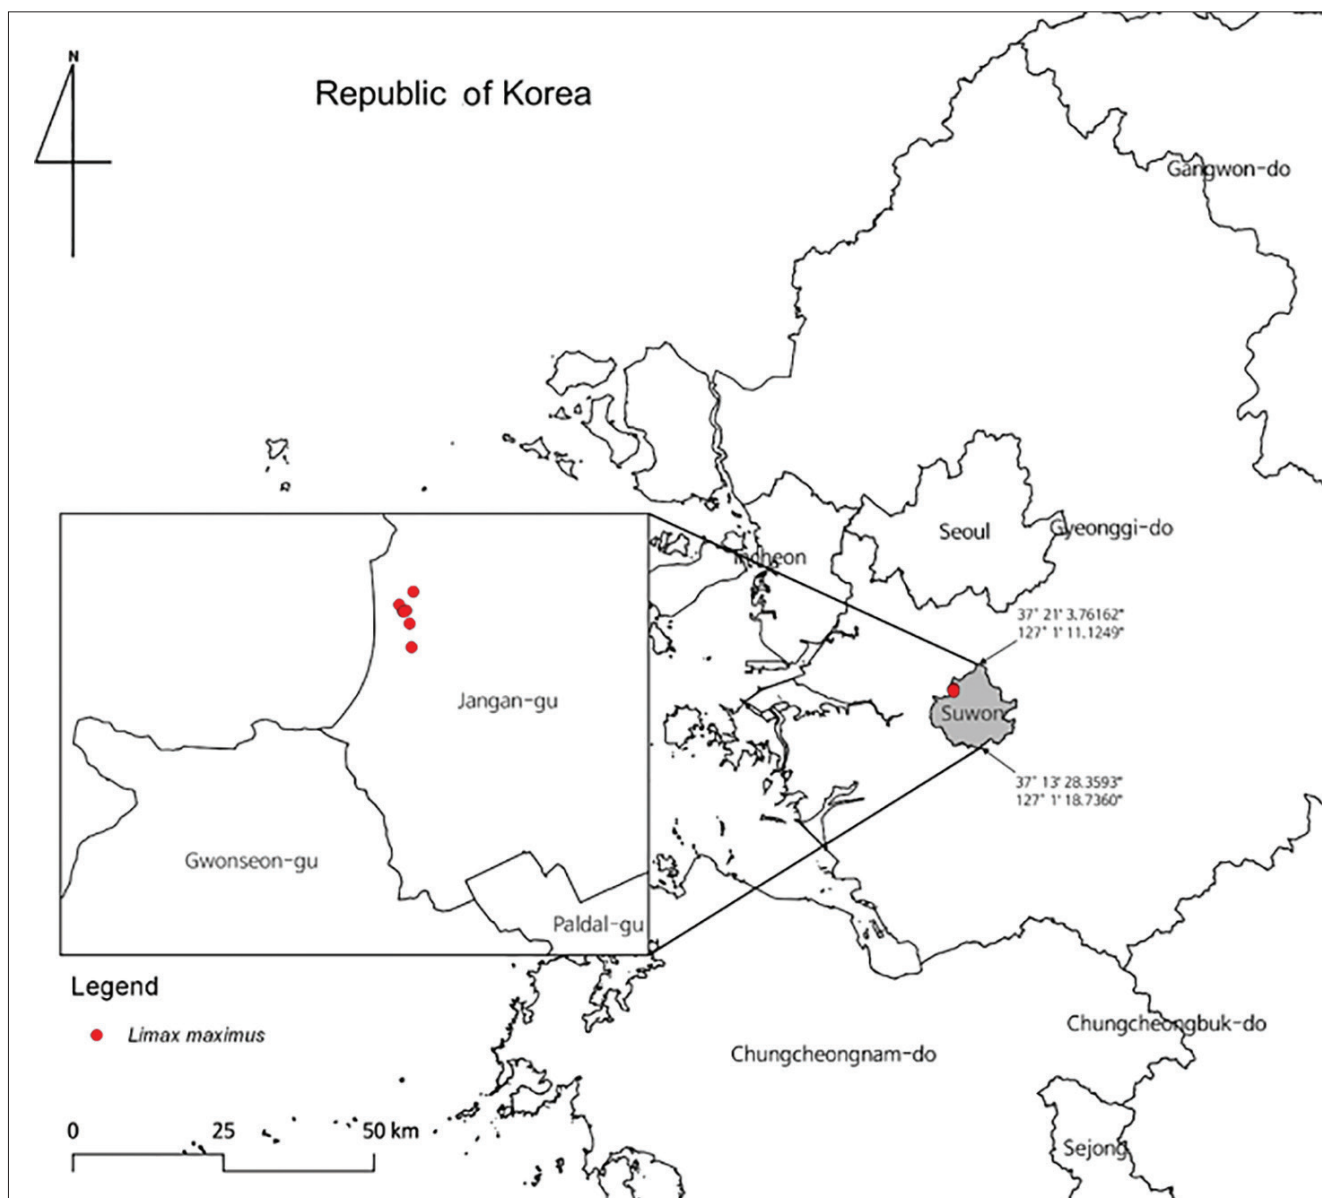 N
Republic of Korea
Gangwon-do
Seoul
Gyeonggi-do
Incheon
37° 21' 3.76162"
127° 1' 11.1249"
Suwon
Jangan-gu
37° 13' 28.3593"
127° 1' 18.7360"
Gwonseon-gu
Paldal-gu
Legend
Limax maximus
Chungcheongbuk-do
Chungcheongnam-do
0 25 50 km
Sejong